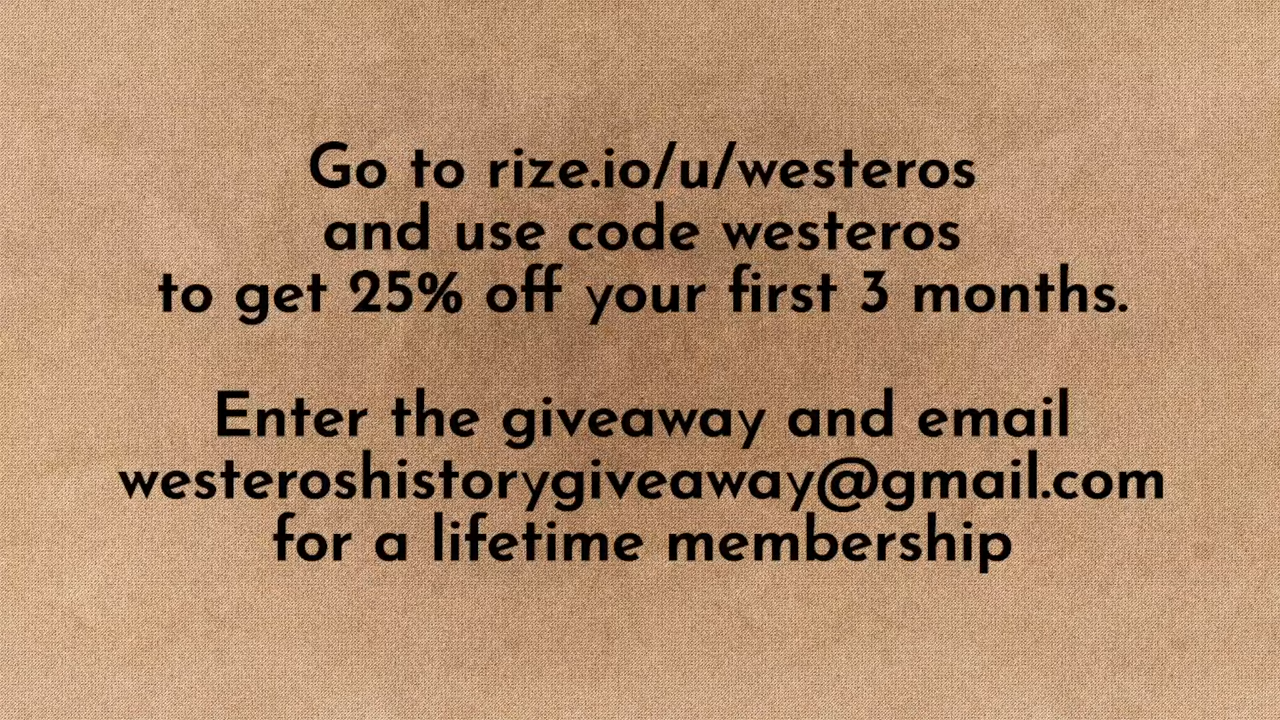 Go to rize.io/u/westeros
and use code westeros
to get 25% off your first 3 months.
Enter the giveaway and email
westeroshistorygiveaway@gmail.com
for a lifetime membership